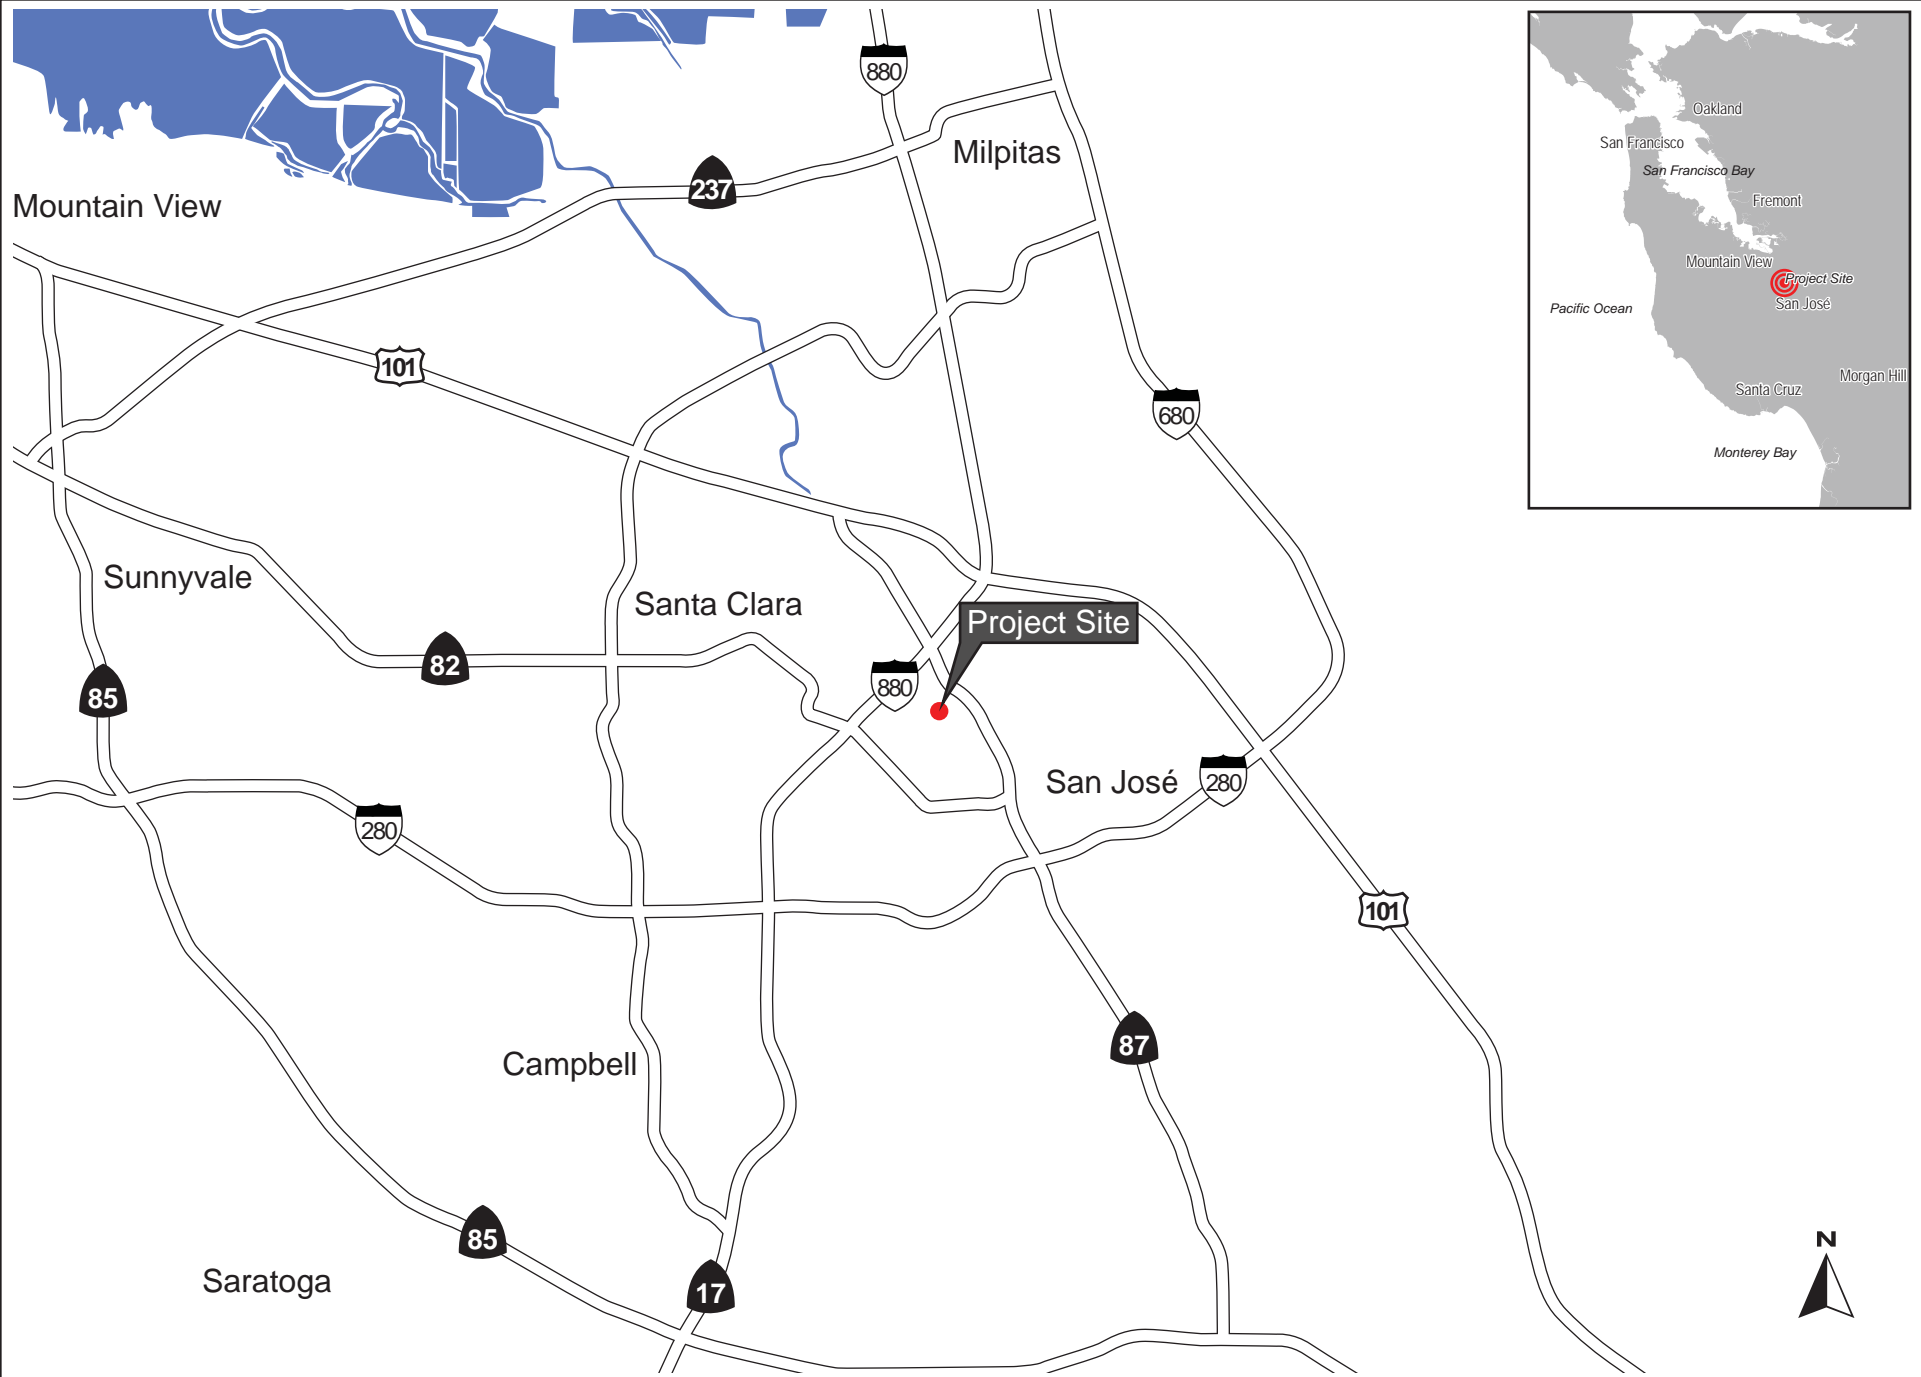 880
Milpitas
237
Mountain View
101
680
Sunnyvale
Santa Clara
Project Site
82
880
85
San José
280
280
101
87
Campbell
85
Saratoga
17
N
Oakland
San Francisco
San Francisco Bay
Fremont
Mountain View
Project Site
San José
Pacific Ocean
Morgan Hill
Santa Cruz
Monterey Bay